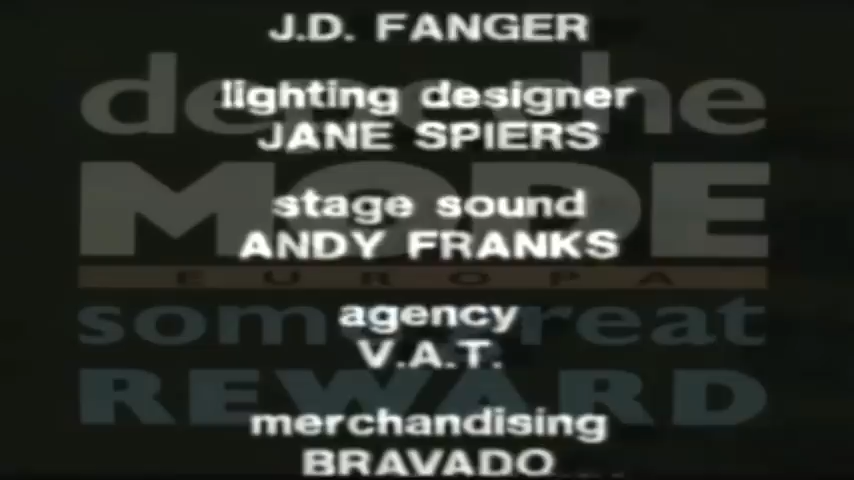 J.D. FANGER
lighting designer
JANE SPIERS
stage sound
ANDY FRANKS
agency
V.A.T.
merchandising
BRAVADO
depeche
MODE
EUROPA
some great
REWARD